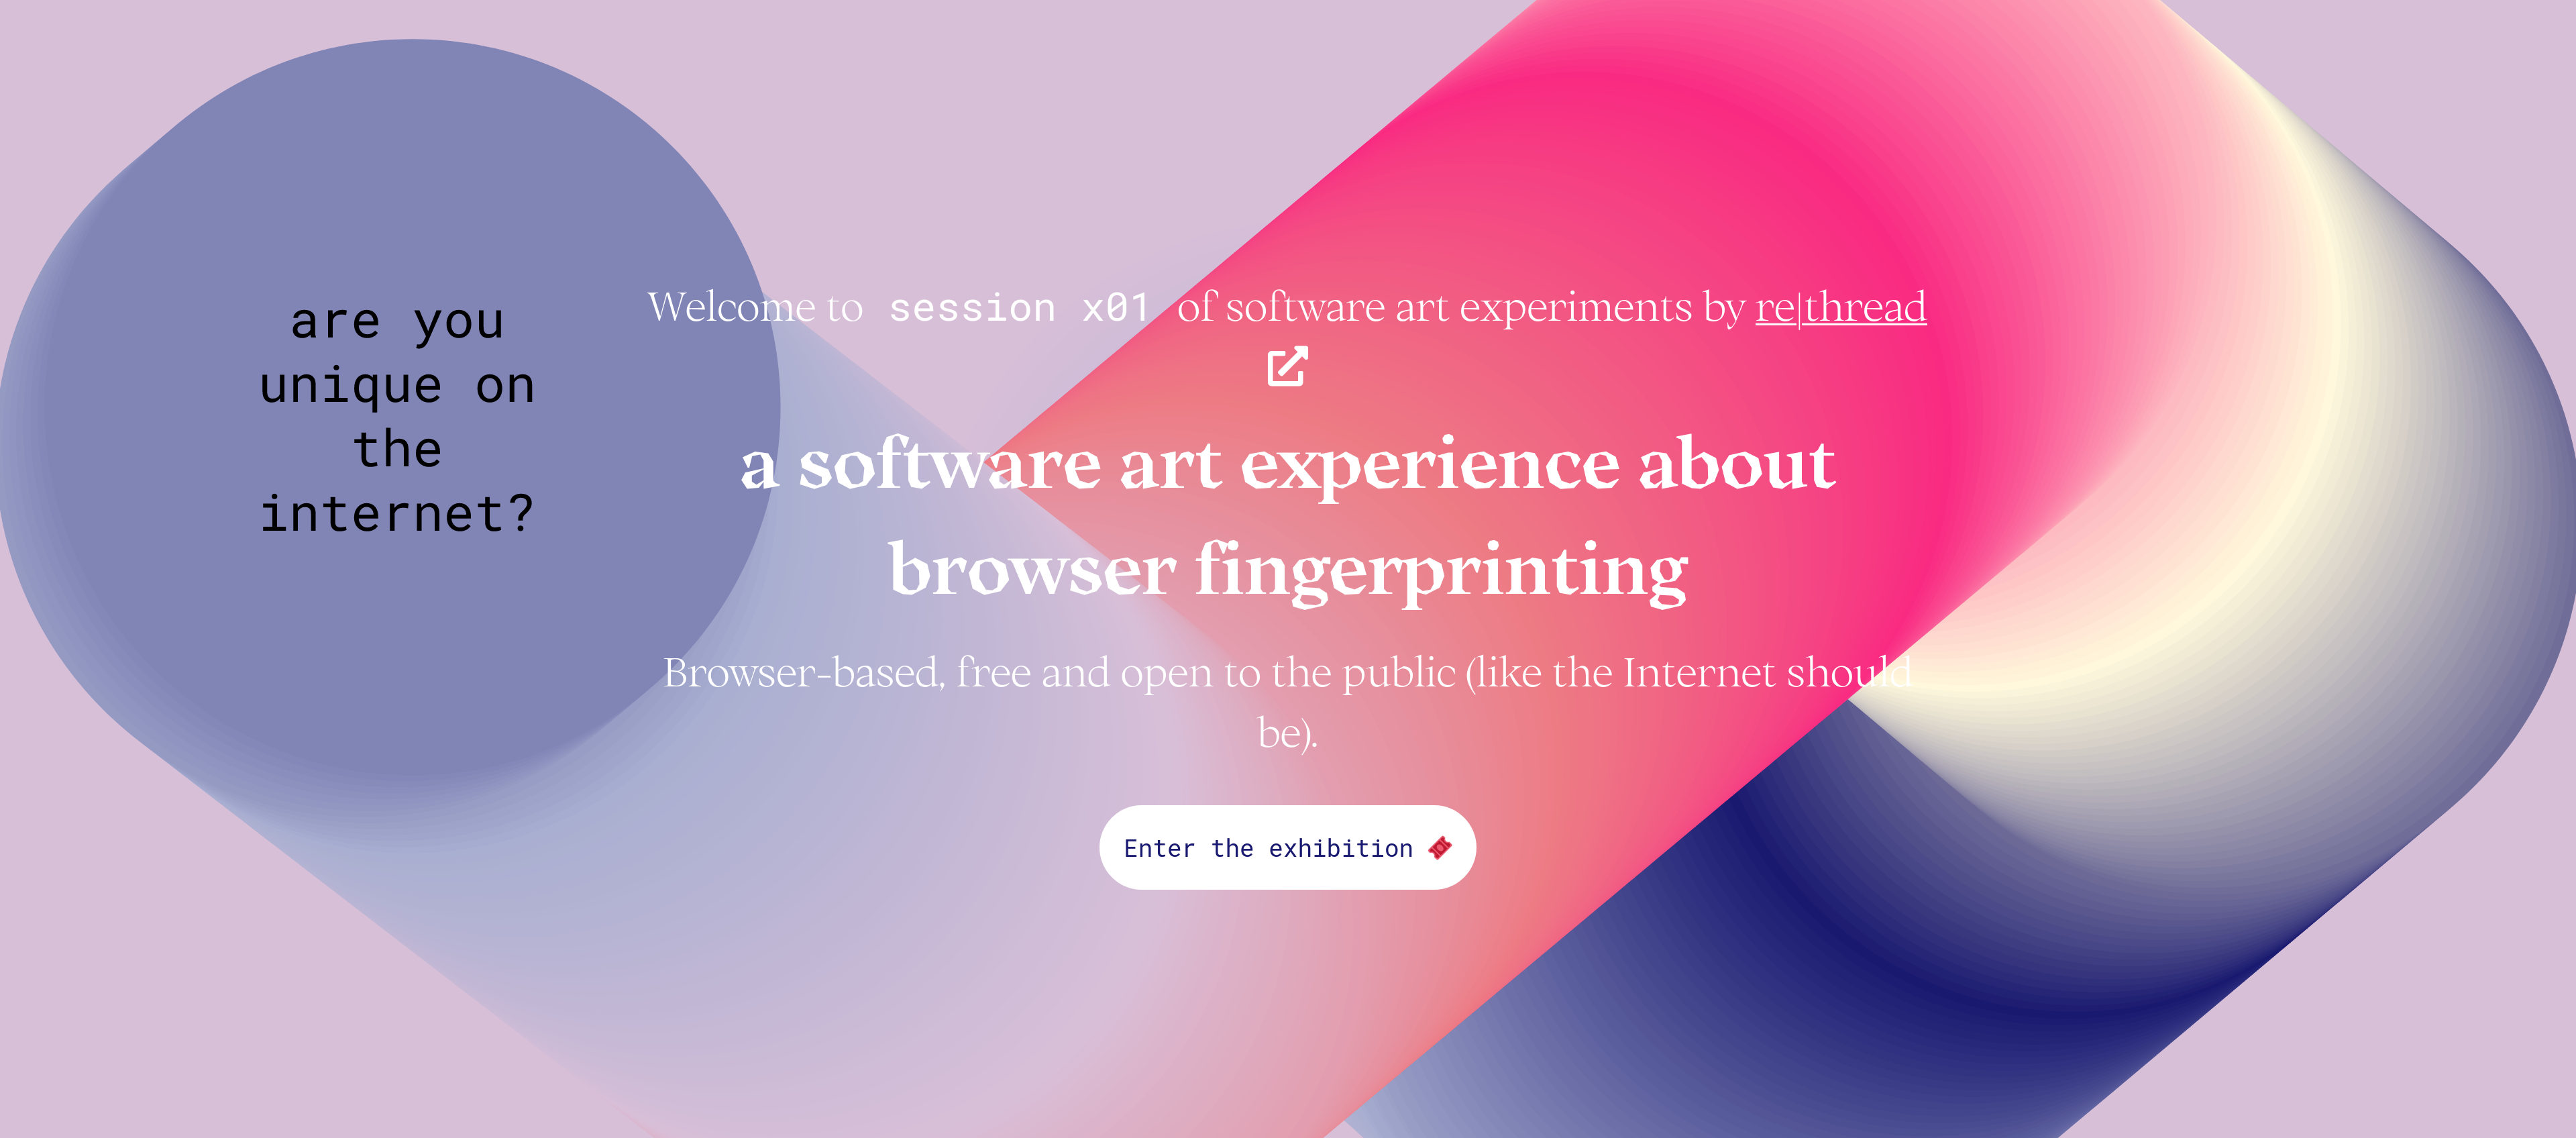 are you
unique on
the
internet?
Welcome to session x01 of software art experiments by re|thread
a software art experience about
browser fingerprinting
Browser-based, free and open to the public (like the Internet should
be).
Enter the exhibition